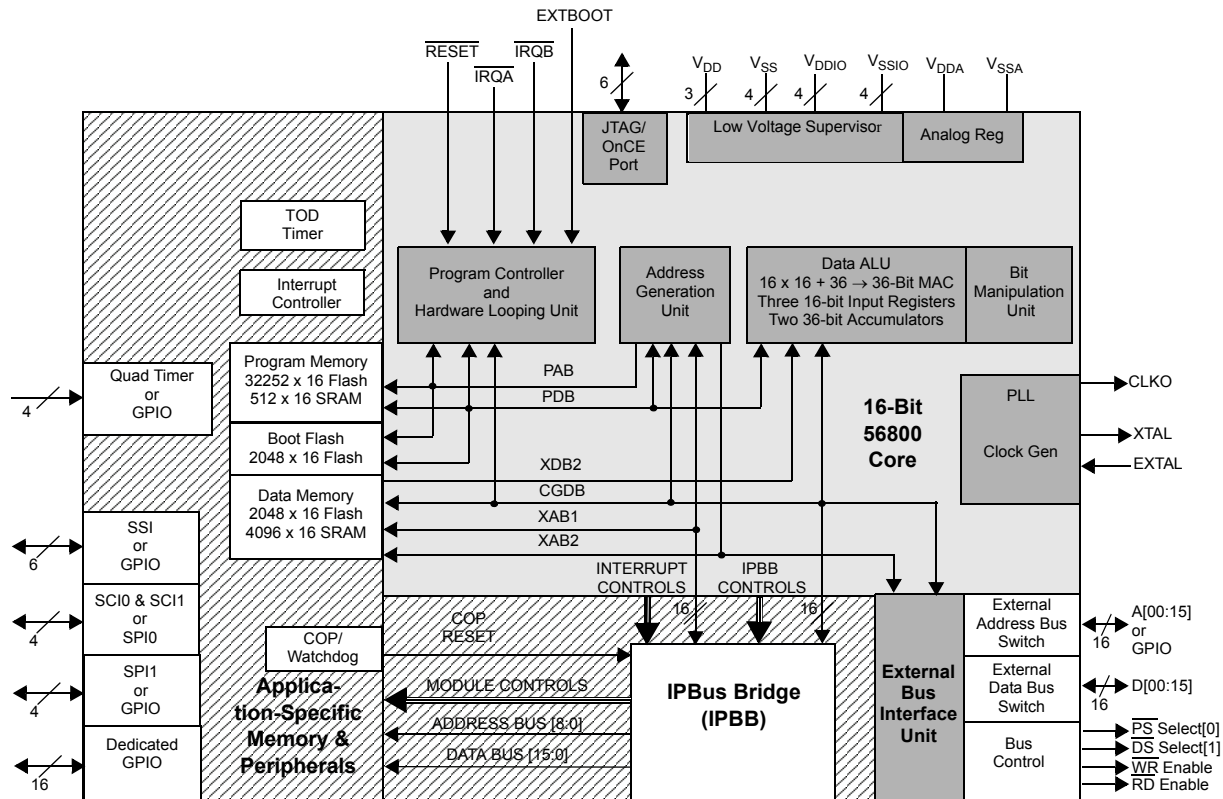 EXTBOOT
RESET
IRQB
IRQA
6
VDD
VSS
VDDIO
VSSIO
VDDA
VSSA
3
4
4
4
JTAG/
OnCE
Port
Low Voltage Supervisor
Analog Reg
TOD
Timer
Interrupt
Controller
Program Controller
and
Hardware Looping Unit
Address
Generation
Unit
Data ALU
16 x 16 + 36 → 36-Bit MAC
Three 16-bit Input Registers
Two 36-bit Accumulators
Bit
Manipulation
Unit
Program Memory
32252 x 16 Flash
512 x 16 SRAM
Boot Flash
2048 x 16 Flash
Data Memory
2048 x 16 Flash
4096 x 16 SRAM
Quad Timer
or
GPIO
4
PAB
PDB
XDB2
CGDB
XAB1
XAB2
16-Bit
56800
Core
PLL
Clock Gen
CLKO
XTAL
EXTAL
SSI
or
GPIO
6
SCI0 & SCI1
or
SPI0
4
SPI1
or
GPIO
4
Dedicated
GPIO
16
INTERRUPT
CONTROLS
16
IPBB
CONTROLS
16
COP/
Watchdog
COP
RESET
MODULE CONTROLS
ADDRESS BUS [8:0]
DATA BUS [15:0]
Applica-
tion-Specific
Memory &
Peripherals
IPBus Bridge
(IPBB)
External
Bus
Interface
Unit
External
Address Bus
Switch
External
Data Bus
Switch
Bus
Control
16
A[00:15]
or
GPIO
16
D[00:15]
PS Select[0]
DS Select[1]
WR Enable
RD Enable